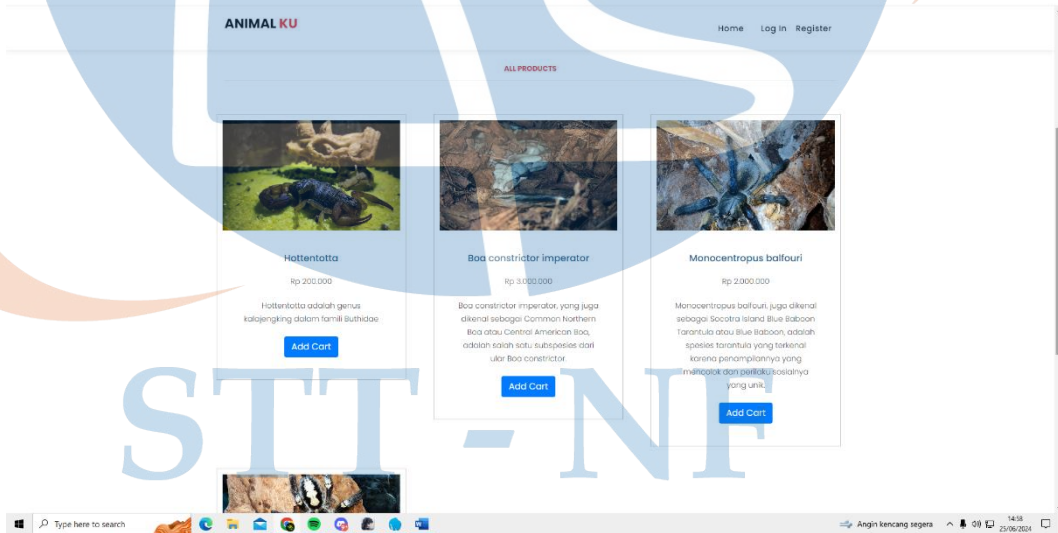 ANIMAL KU
Home Log In Register
ALL PRODUCTS
Hottentotta
Rp 200.000
Hottentotta adalah genus
kalajengking dalam famili Buthidae
Add Cart
Boa constrictor imperator
Rp 3.000.000
Boa constrictor imperator, yang juga
dikenal sebagai Common Northern
Boa atau Central American Boa,
adalah salah satu subspesies dari
ular Boa constrictor.
Add Cart
Monocentropus balfouri
Rp 2.000.000
Monocentropus balfouri, juga dikenal
sebagai Socotra Island Blue Baboon
Tarantula atau Blue Baboon, adalah
spesies tarantula yang terkenal
karena penampilannya yang
mencolok dan perilaku sosialnya
yang unik.
Add Cart
STT - NF
Type here to search
Angin kencang segera
14:58
25/06/2024